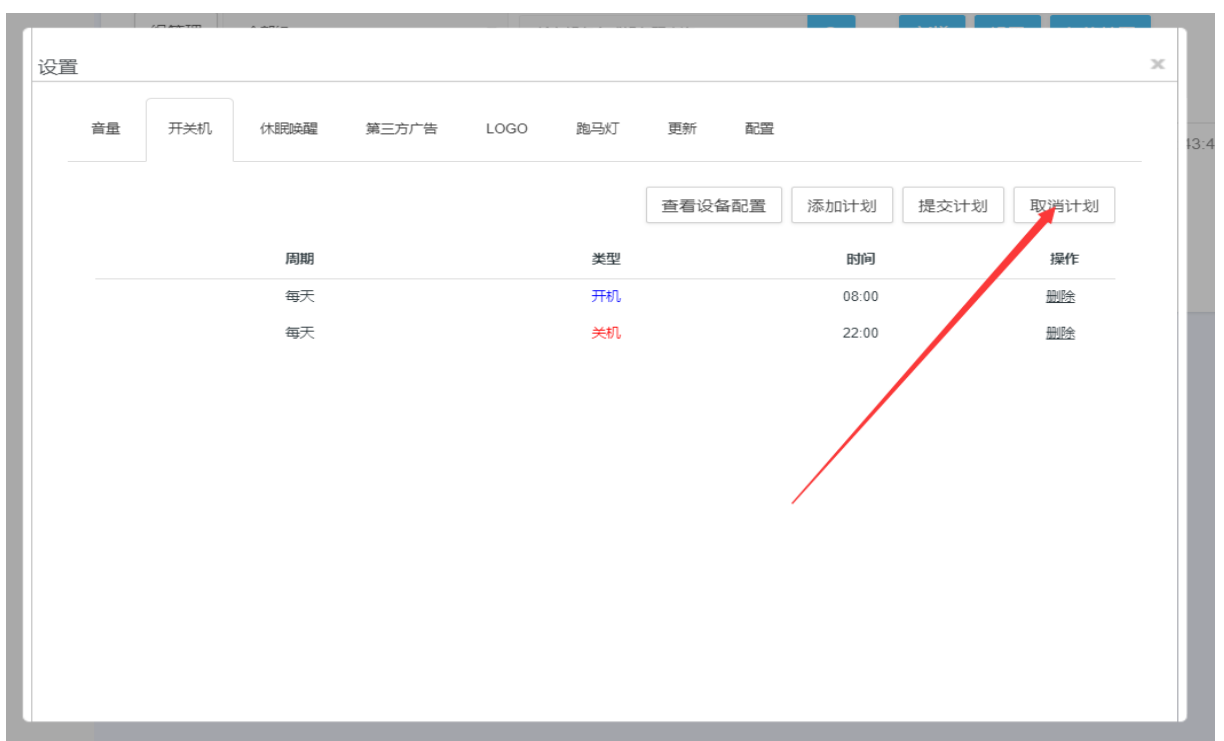 设置
音量 开关机 休眠唤醒 第三方广告 LOGO 跑马灯 更新 配置
查看设备配置 添加计划 提交计划 取消计划
周期 类型 时间 操作
每天 开机 08:00 删除
每天 关机 22:00 删除